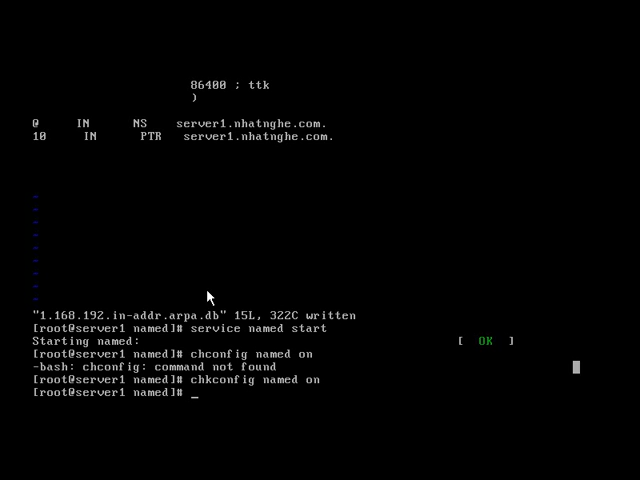 86400 ; ttk
)
@ IN NS server1.nhatnghe.com.
10 IN PTR server1.nhatnghe.com.
~
~
~
~
~
~
~
~
~
"1.168.192.in-addr.arpa.db" 15L, 322C written
[root@server1 named]# service named start
Starting named: [ OK ]
[root@server1 named]# chconfig named on
-bash: chconfig: command not found
[root@server1 named]# chkconfig named on
[root@server1 named]# _